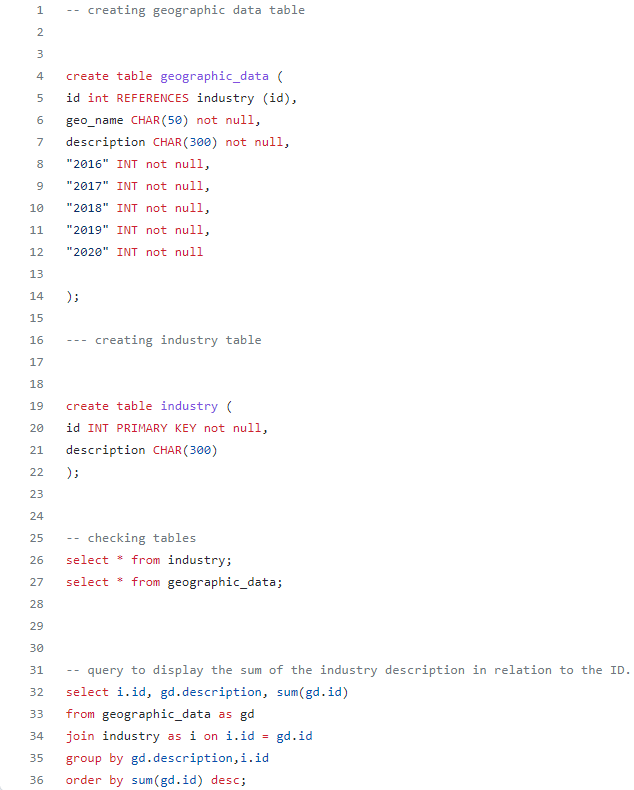 1 -- creating geographic data table
2
3
4 create table geographic_data (
5 id int REFERENCES industry (id),
6 geo_name CHAR(50) not null,
7 description CHAR(300) not null,
8 "2016" INT not null,
9 "2017" INT not null,
10 "2018" INT not null,
11 "2019" INT not null,
12 "2020" INT not null
13
14 );
15
16 --- creating industry table
17
18
19 create table industry (
20 id INT PRIMARY KEY not null,
21 description CHAR(300)
22 );
23
24
25 -- checking tables
26 select * from industry;
27 select * from geographic_data;
28
29
30
31 -- query to display the sum of the industry description in relation to the ID.
32 select i.id, gd.description, sum(gd.id)
33 from geographic_data as gd
34 join industry as i on i.id = gd.id
35 group by gd.description,i.id
36 order by sum(gd.id) desc;